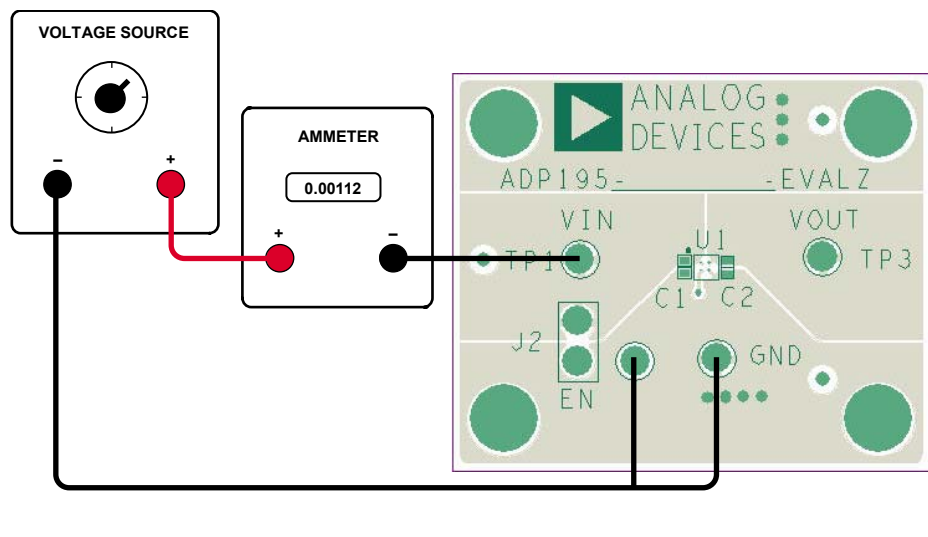 VOLTAGE SOURCE
– +
AMMETER
0.00112
+ –
ANALOG
DEVICES
ADP195-__________-EVALZ
VIN
VOUT
U1
TP1
TP3
C1 C2
J2
GND
EN